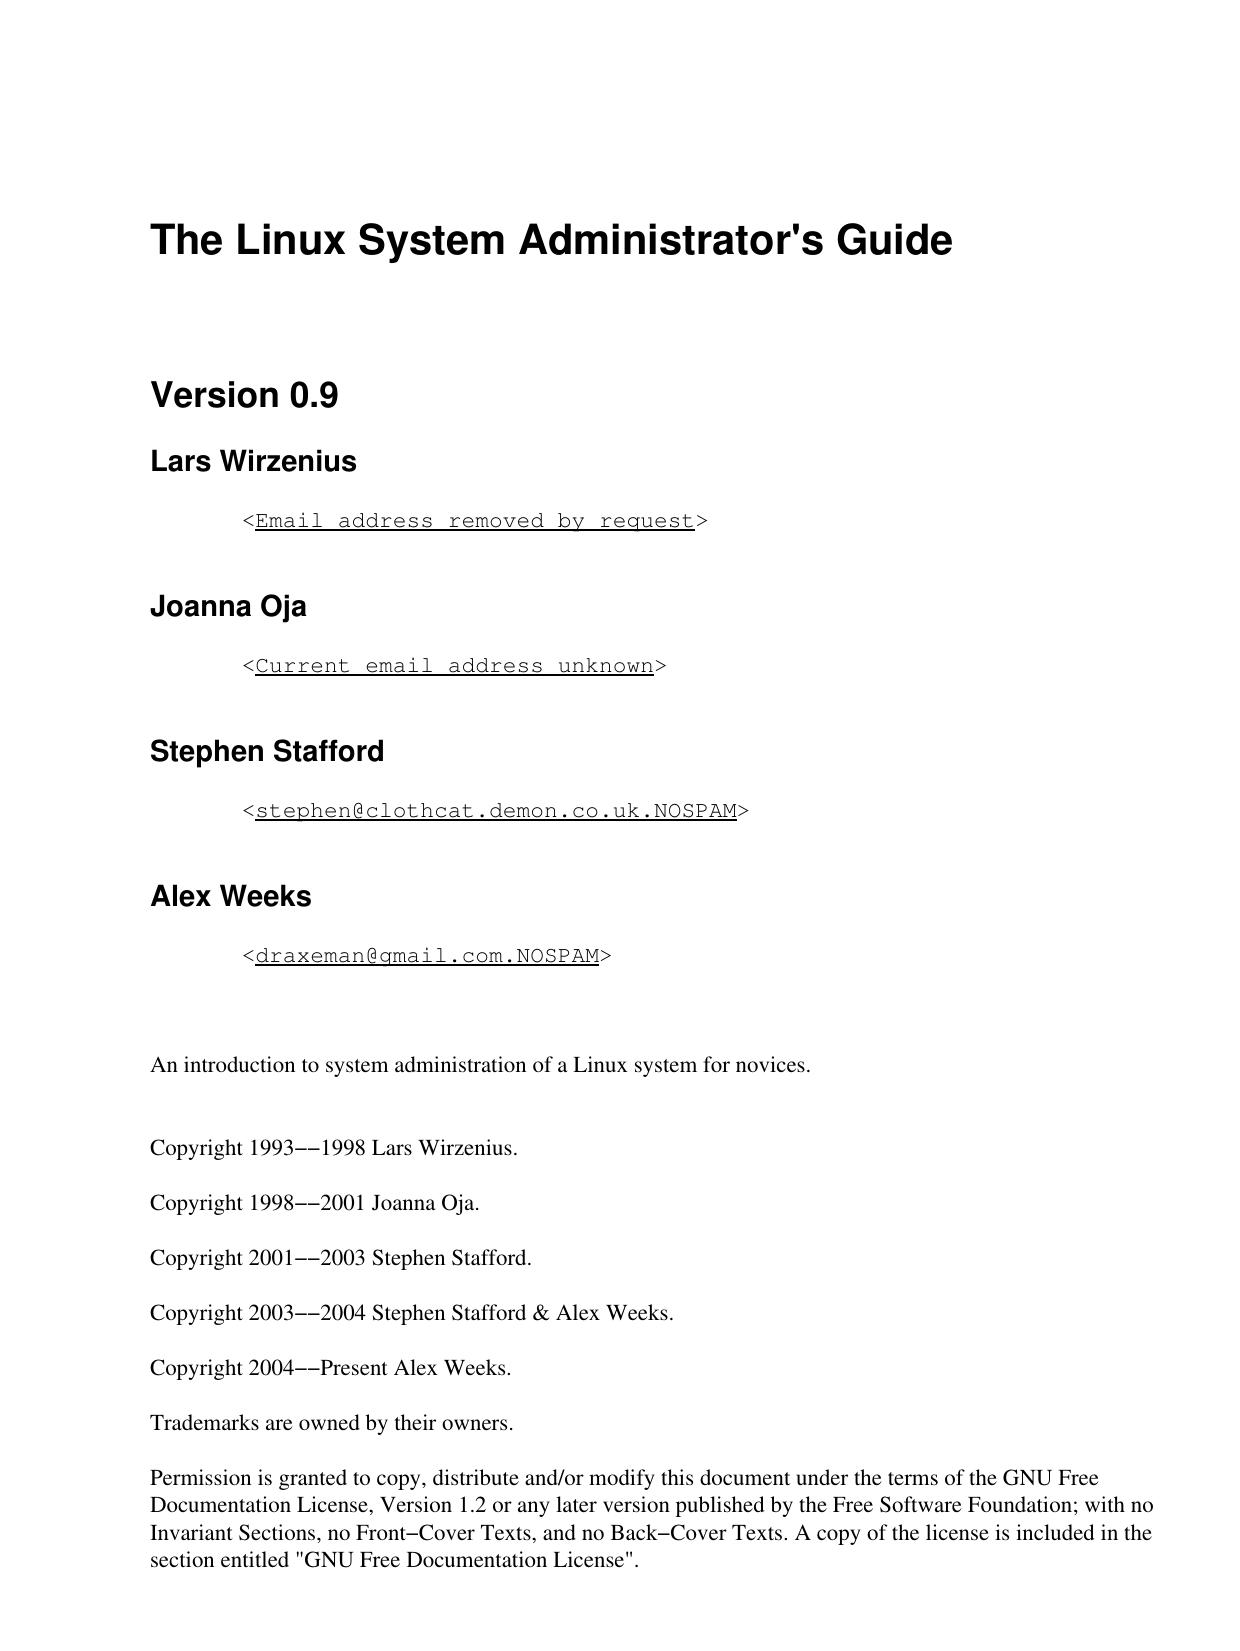 The Linux System Administrator's Guide
Version 0.9
Lars Wirzenius
<Email address removed by request>
Joanna Oja
<Current email address unknown>
Stephen Stafford
<stephen@clothcat.demon.co.uk.NOSPAM>
Alex Weeks
<draxeman@gmail.com.NOSPAM>
An introduction to system administration of a Linux system for novices.
Copyright 1993−−1998 Lars Wirzenius.
Copyright 1998−−2001 Joanna Oja.
Copyright 2001−−2003 Stephen Stafford.
Copyright 2003−−2004 Stephen Stafford & Alex Weeks.
Copyright 2004−−Present Alex Weeks.
Trademarks are owned by their owners.
Permission is granted to copy, distribute and/or modify this document under the terms of the GNU Free
Documentation License, Version 1.2 or any later version published by the Free Software Foundation; with no
Invariant Sections, no Front−Cover Texts, and no Back−Cover Texts. A copy of the license is included in the
section entitled "GNU Free Documentation License".